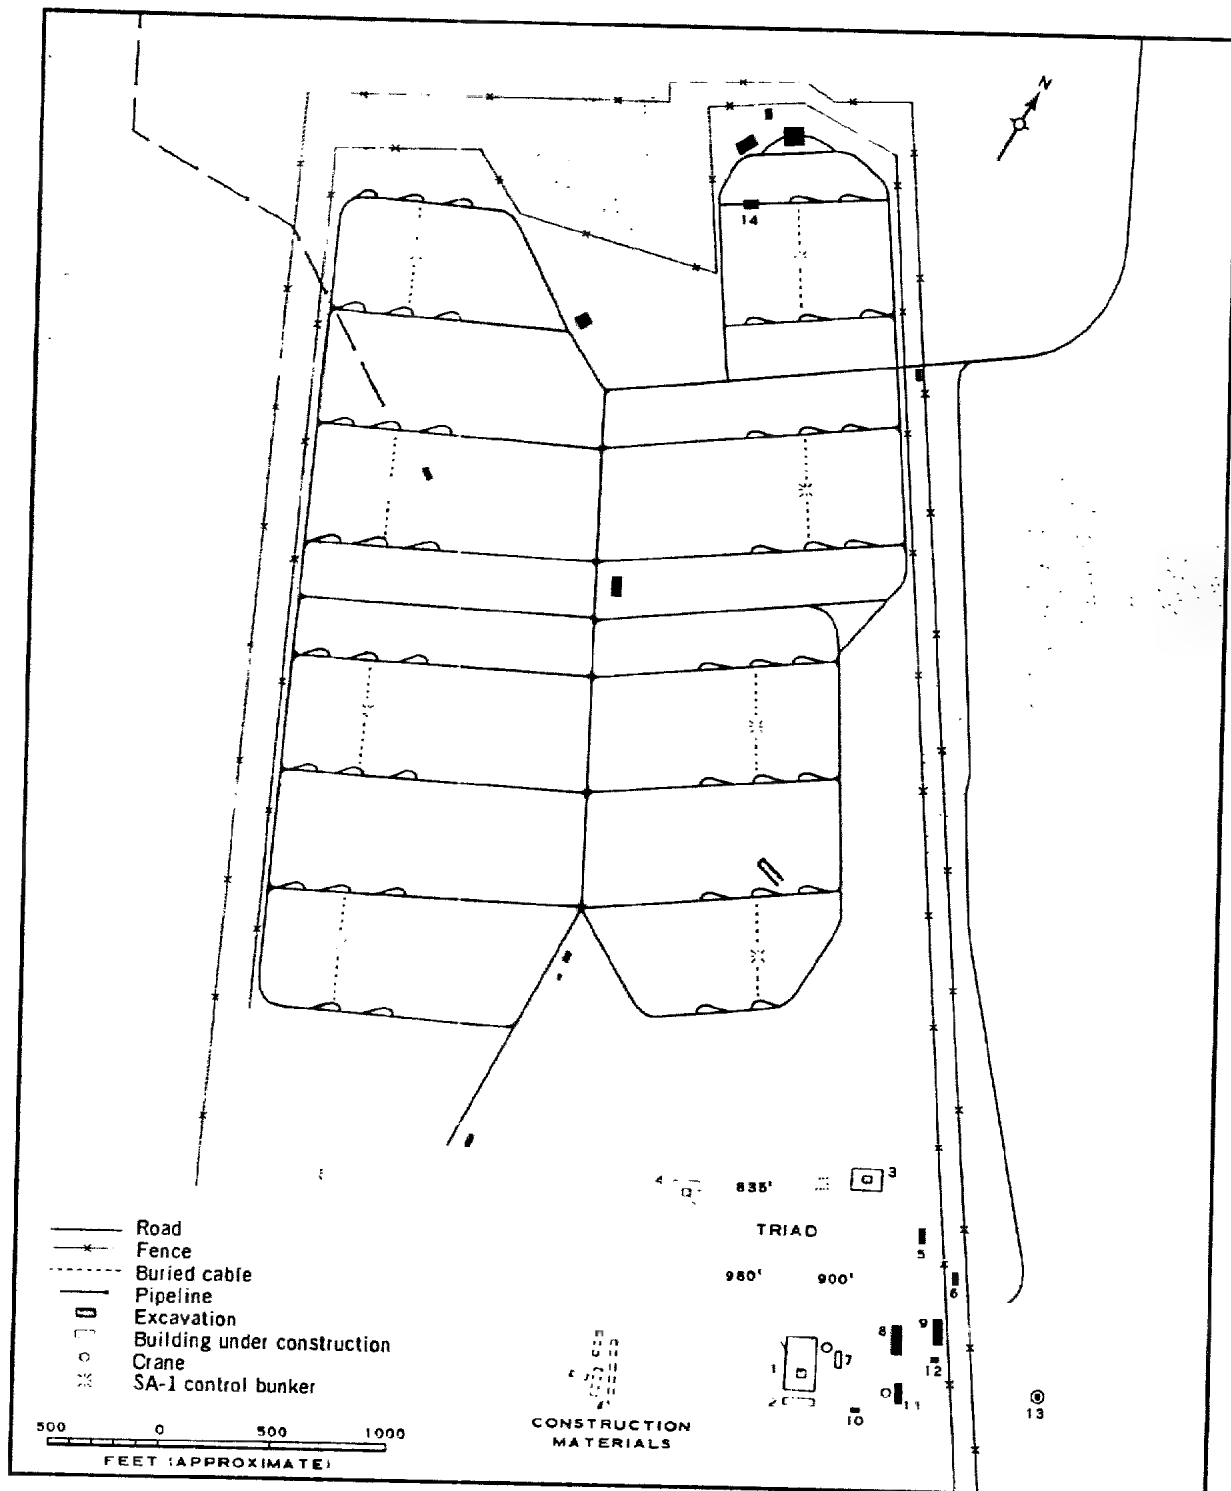 N
14
4
835'
3
TRIAD
5
980'
900'
6
Road
Fence
Buried cable
Pipeline
Excavation
Building under construction
Crane
SA-1 control bunker
8
9
1
7
12
2
11
10
13
CONSTRUCTION
MATERIALS
500 0 500 1000
FEET (APPROXIMATE)